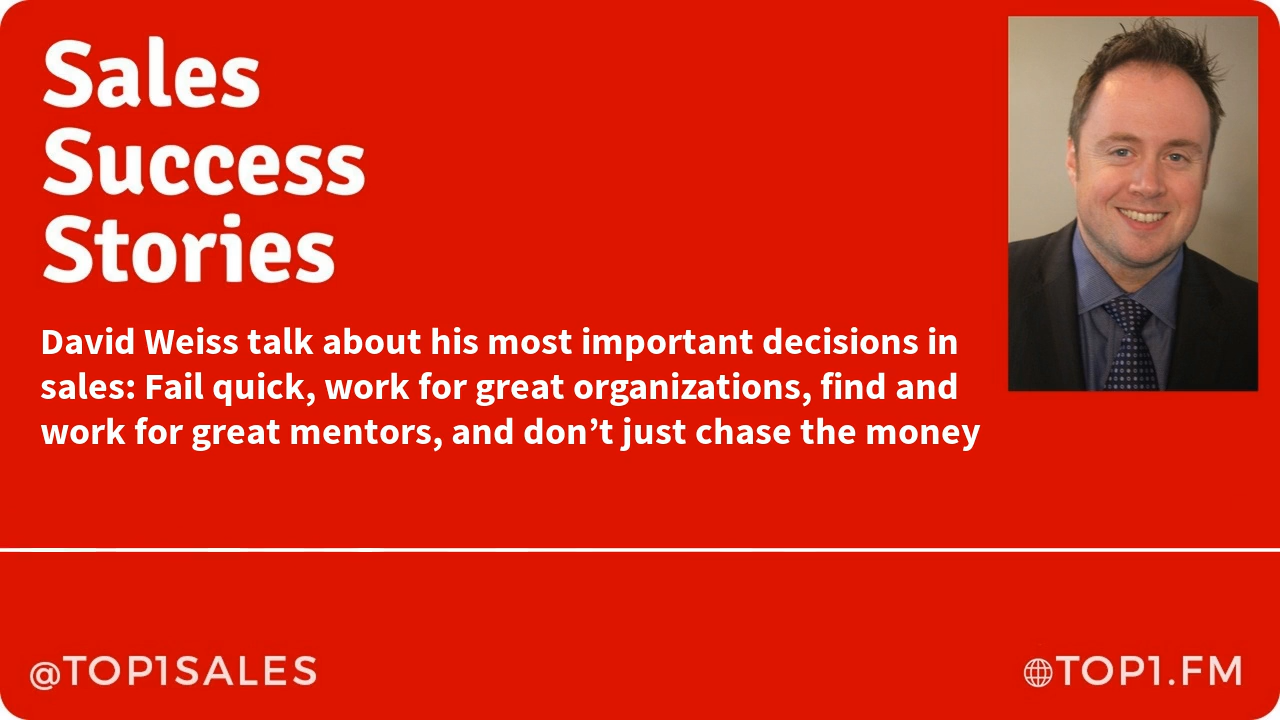 Sales
Success
Stories
David Weiss talk about his most important decisions in
sales: Fail quick, work for great organizations, find and
work for great mentors, and don’t just chase the money
@TOP1SALES
TOP1.FM